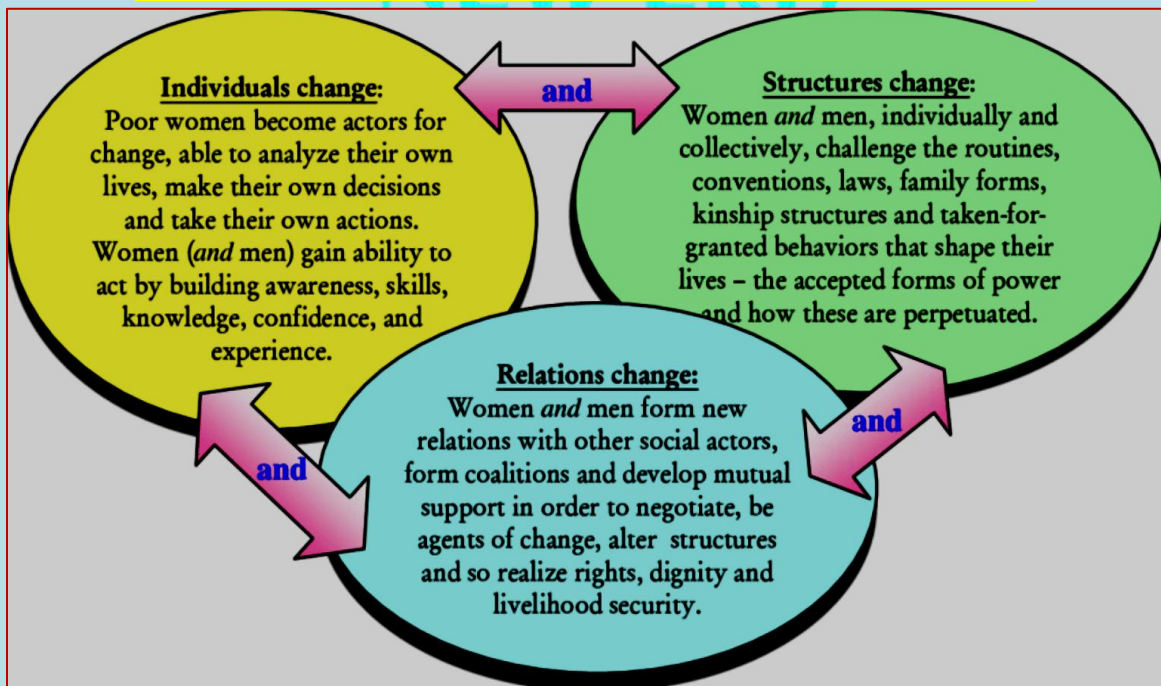 Individuals change:
Poor women become actors for
change, able to analyze their own
lives, make their own decisions
and take their own actions.
Women (and men) gain ability to
act by building awareness, skills,
knowledge, confidence, and
experience.
and
Structures change:
Women and men, individually and
collectively, challenge the routines,
conventions, laws, family forms,
kinship structures and taken-for-
granted behaviors that shape their
lives – the accepted forms of power
and how these are perpetuated.
and
Relations change:
Women and men form new
relations with other social actors,
form coalitions and develop mutual
support in order to negotiate, be
agents of change, alter structures
and so realize rights, dignity and
livelihood security.
and